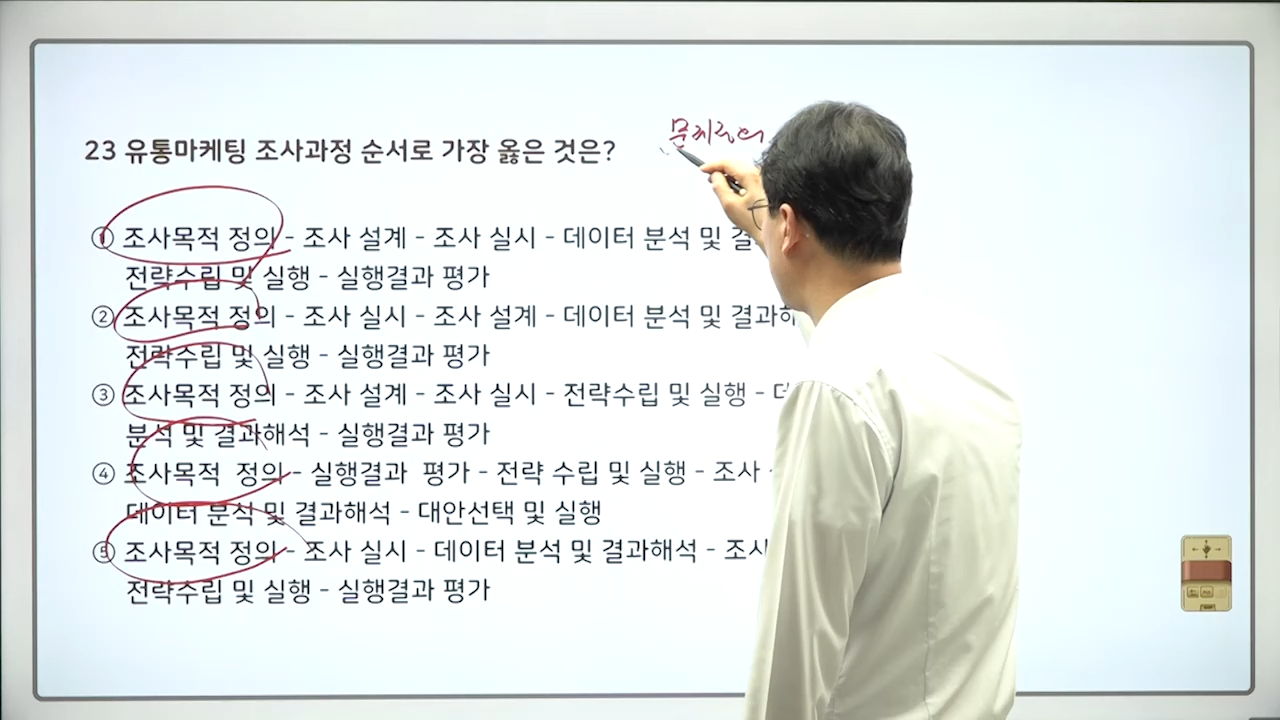 문제정의
23 유통마케팅 조사과정 순서로 가장 옳은 것은?
① 조사목적 정의 - 조사 설계 - 조사 실시 - 데이터 분석 및
전략수립 및 실행 - 실행결과 평가
② 조사목적 정의 - 조사 실시 - 조사 설계 - 데이터 분석 및 결과해
전략수립 및 실행 - 실행결과 평가
③ 조사목적 정의 - 조사 설계 - 조사 실시 - 전략수립 및 실행 -
분석 및 결과해석 - 실행결과 평가
④ 조사목적 정의 - 실행결과 평가 - 전략 수립 및 실행 - 조사
데이터 분석 및 결과해석 - 대안선택 및 실행
⑤ 조사목적 정의 - 조사 실시 - 데이터 분석 및 결과해석 - 조사
전략수립 및 실행 - 실행결과 평가